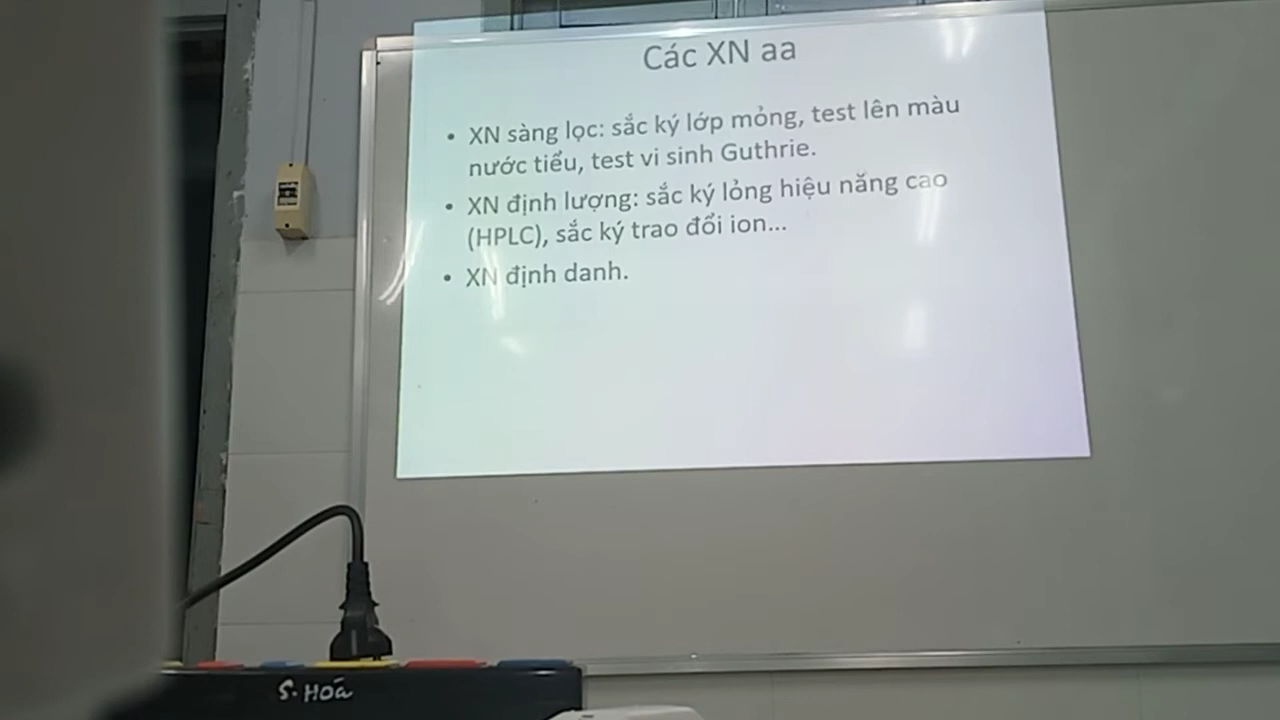 Các XN aa
• XN sàng lọc: sắc ký lớp mỏng, test lên màu
nước tiểu, test vi sinh Guthrie.
• XN định lượng: sắc ký lỏng hiệu năng cao
(HPLC), sắc ký trao đổi ion...
• XN định danh.
S. HOÁ